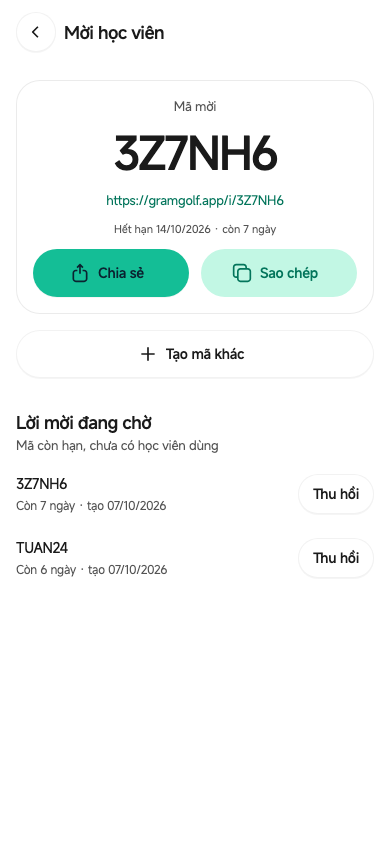 Mời học viên
Mã mời
3Z7NH6
https://gramgolf.app/i/3Z7NH6
Hết hạn 14/10/2026 · còn 7 ngày
Chia sẻ
Sao chép
Tạo mã khác
Lời mời đang chờ
Mã còn hạn, chưa có học viên dùng
3Z7NH6
Còn 7 ngày · tạo 07/10/2026
Thu hồi
TUAN24
Còn 6 ngày · tạo 07/10/2026
Thu hồi